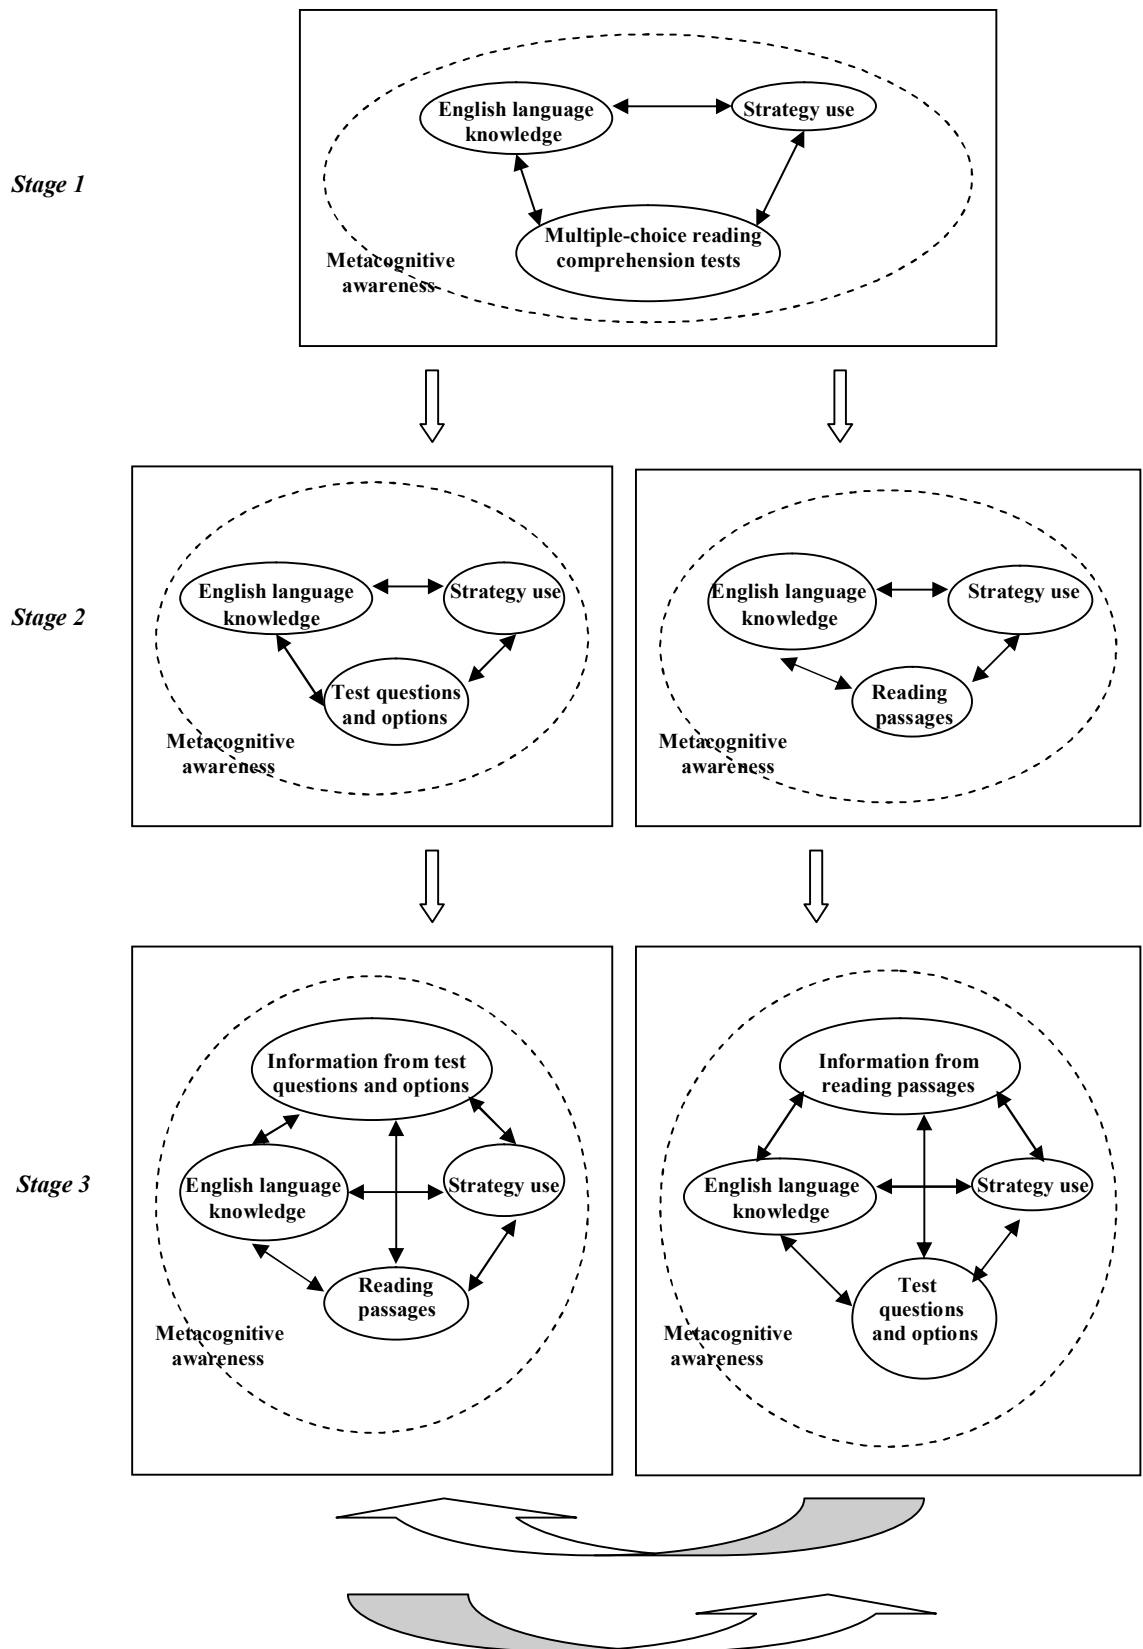 Stage 1
English language
knowledge
Strategy use
Multiple-choice reading
comprehension tests
Metacognitive
awareness
Stage 2
English language
knowledge
Strategy use
Test questions
and options
Metacognitive
awareness
English language
knowledge
Strategy use
Reading
passages
Metacognitive
awareness
Stage 3
Information from test
questions and options
English language
knowledge
Strategy use
Reading
passages
Metacognitive
awareness
Information from
reading passages
English language
knowledge
Strategy use
Test
questions
and options
Metacognitive
awareness